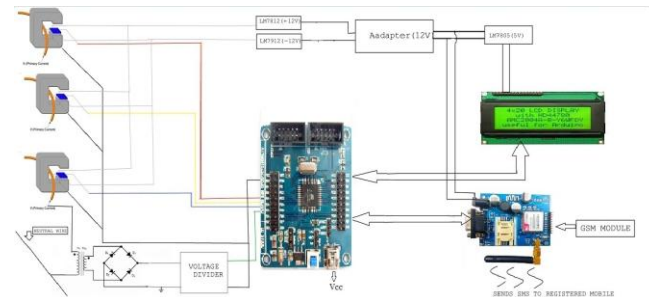 LM7812(+12V)
LM7912(-12V)
Aadapter(12V)
LM7805(5V)
4x20 LCD DISPLAY
with HD44780
useful for Arduino
GSM MODULE
NEUTRAL WIRE
VOLTAGE
DIVIDER
Vcc
SENDS SMS TO REGISTERED MOBILE